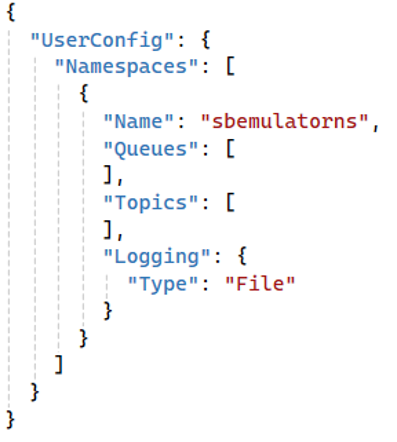 {
  "UserConfig": {
    "Namespaces": [
      {
        "Name": "sbemulatorns",
        "Queues": [
        ],
        "Topics": [
        ],
        "Logging": {
          "Type": "File"
        }
      }
    ]
  }
}